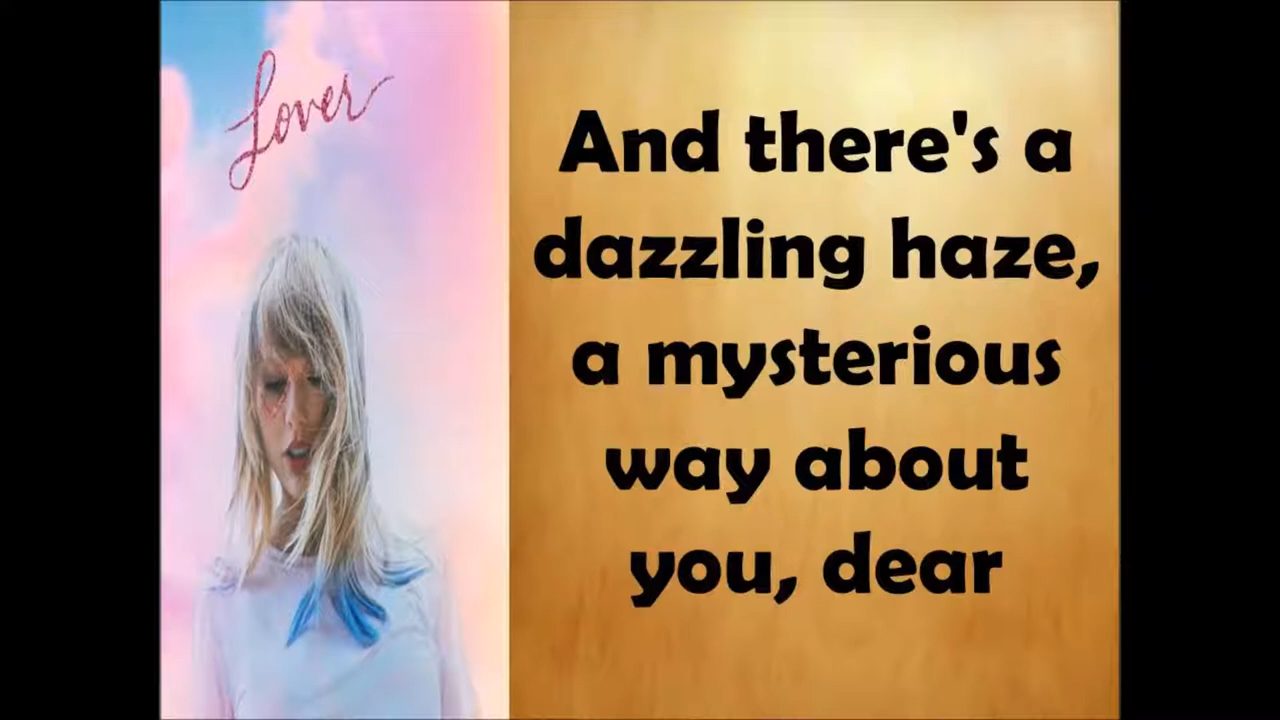 Lover
And there's a
dazzling haze,
a mysterious
way about
you, dear